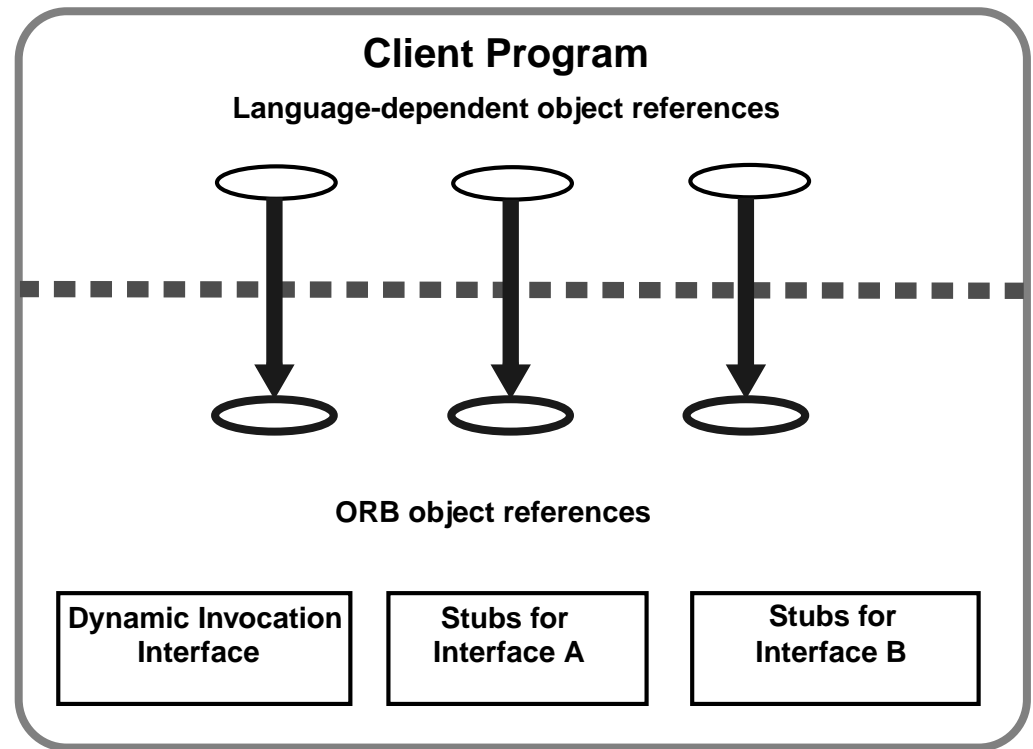 Client Program
Language-dependent object references
ORB object references
Dynamic Invocation
Interface
Stubs for
Interface A
Stubs for
Interface B